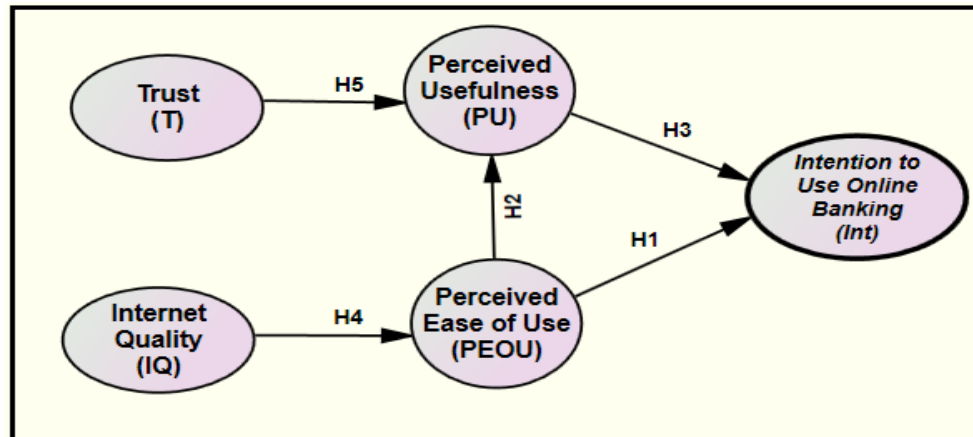 Trust
(T)
H5
Perceived
Usefulness
(PU)
H3
Intention to
Use Online
Banking
(Int)
H2
H1
Internet
Quality
(IQ)
H4
Perceived
Ease of Use
(PEOU)